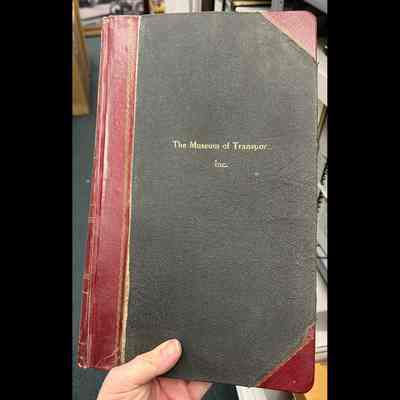 The Museum of Transpor
Inc.